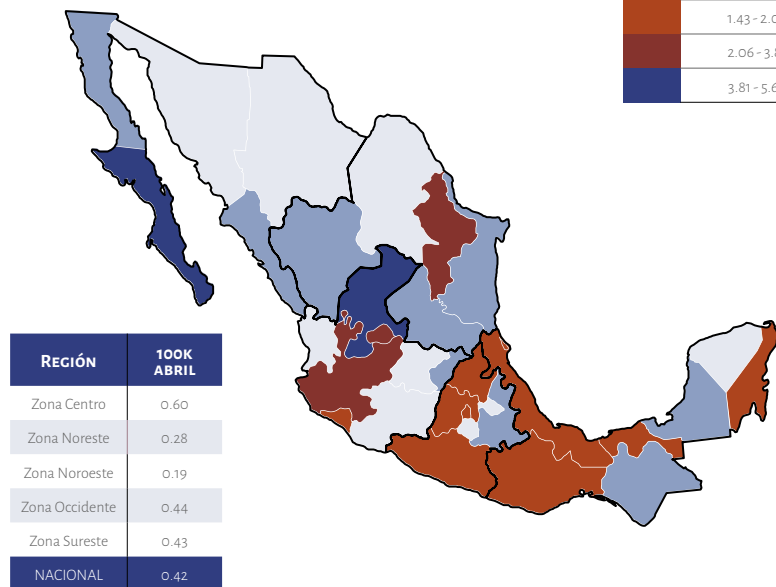 1.43 - 2.0
2.06 - 3.8
3.81 - 5.6
REGIÓN 100K ABRIL
Zona Centro 0.60
Zona Noreste 0.28
Zona Noroeste 0.19
Zona Occidente 0.44
Zona Sureste 0.43
NACIONAL 0.42